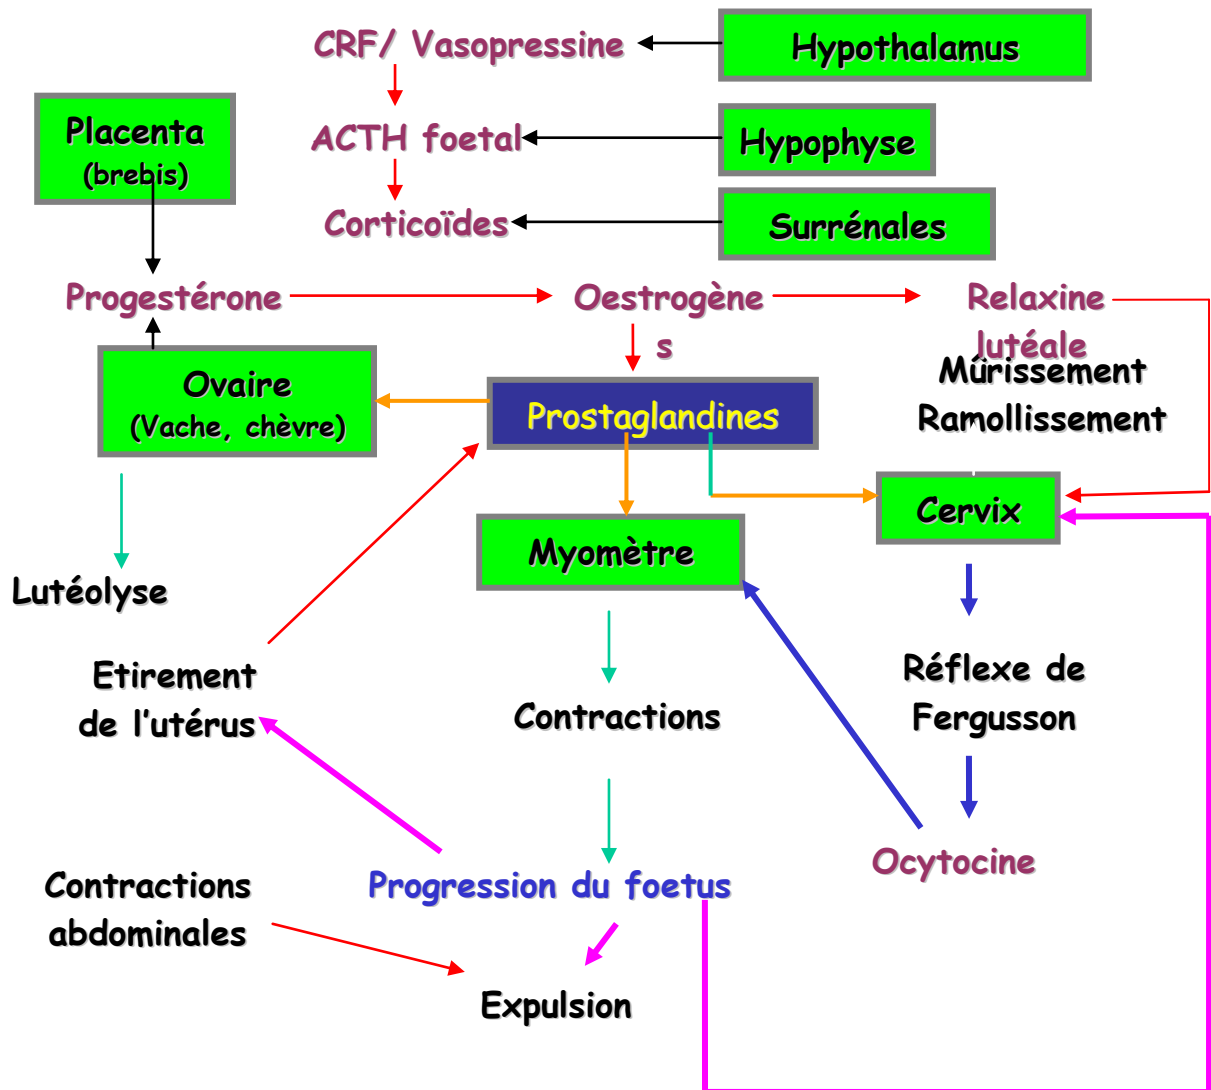 CRF/ Vasopressine
Hypothalamus
Placenta
(brebis)
ACTH foetal
Hypophyse
Corticoïdes
Surrénales
Progestérone
Oestrogène
s
Relaxine
lutéale
Ovaire
(Vache, chèvre)
Prostaglandines
Mûrissement
Ramollissement
Cervix
Myomètre
Lutéolyse
Etirement
de l'utérus
Contractions
Réflexe de
Fergusson
Ocytocine
Contractions
abdominales
Progression du foetus
Expulsion